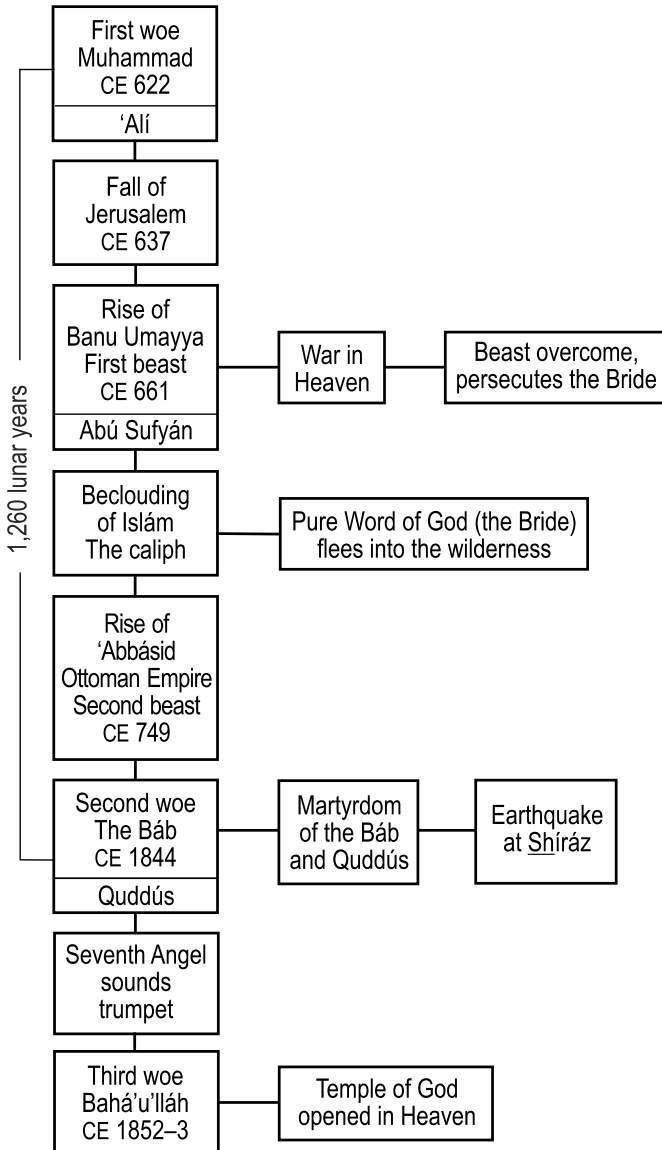 First woe
Muhammad
CE 622
‘Alí
Fall of
Jerusalem
CE 637
Rise of
Banu Umayya
First beast
CE 661
Abú Sufyán
War in
Heaven
Beast overcome,
persecutes the Bride
1,260 lunar years
Beclouding
of Islám
The caliph
Pure Word of God (the Bride)
flees into the wilderness
Rise of
‘Abbásid
Ottoman Empire
Second beast
CE 749
Second woe
The Báb
CE 1844
Quddús
Martyrdom
of the Báb
and Quddús
Earthquake
at Shíráz
Seventh Angel
sounds
trumpet
Third woe
Bahá’u’lláh
CE 1852–3
Temple of God
opened in Heaven